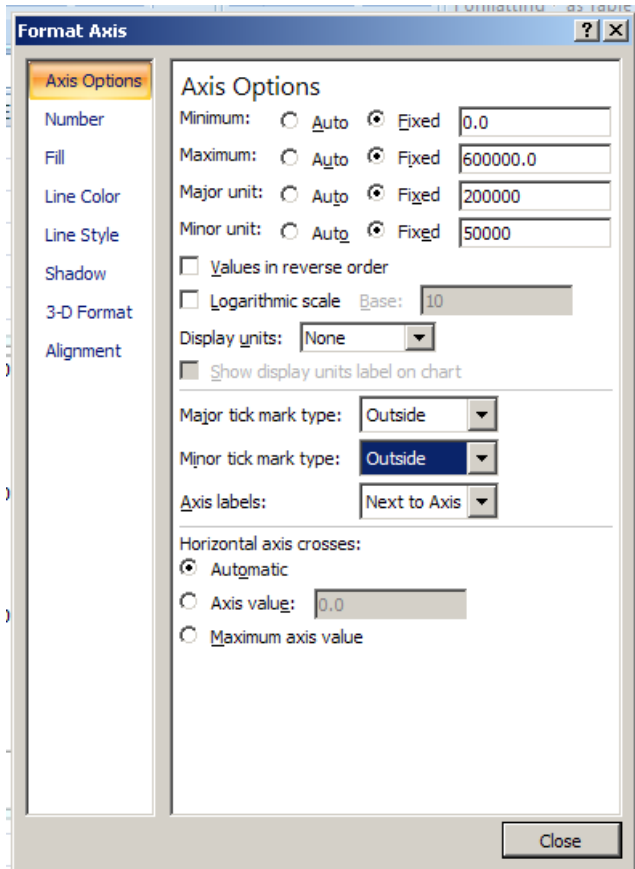 Formatting as Table
Format Axis
Axis Options
Number
Fill
Line Color
Line Style
Shadow
3-D Format
Alignment
Axis Options
Minimum: Auto Fixed 0.0
Maximum: Auto Fixed 600000.0
Major unit: Auto Fixed 200000
Minor unit: Auto Fixed 50000
Values in reverse order
Logarithmic scale Base: 10
Display units: None
Show display units label on chart
Major tick mark type: Outside
Minor tick mark type: Outside
Axis labels: Next to Axis
Horizontal axis crosses:
Automatic
Axis value: 0.0
Maximum axis value
Close